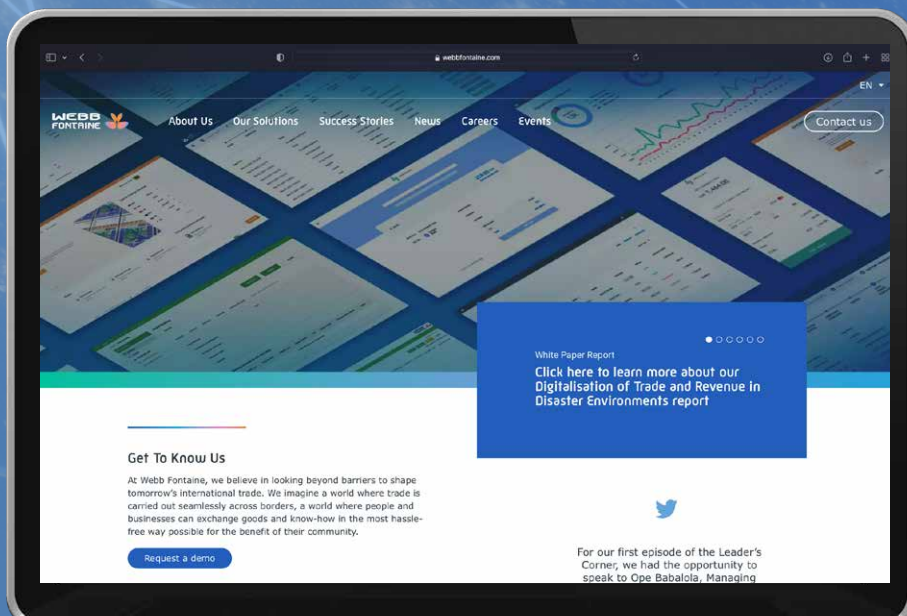 webbfontaine.com
EN
WEBB
FONTAINE
About Us Our Solutions Success Stories News Careers Events
Contact us
White Paper Report
Click here to learn more about our
Digitalisation of Trade and Revenue in
Disaster Environments report
Get To Know Us
At Webb Fontaine, we believe in looking beyond barriers to shape
tomorrow's international trade. We imagine a world where trade is
carried out seamlessly across borders, a world where people and
businesses can exchange goods and know-how in the most hassle-
free way possible for the benefit of their community.
Request a demo
For our first episode of the Leader's
Corner, we had the opportunity to
speak to Ope Babalola, Managing